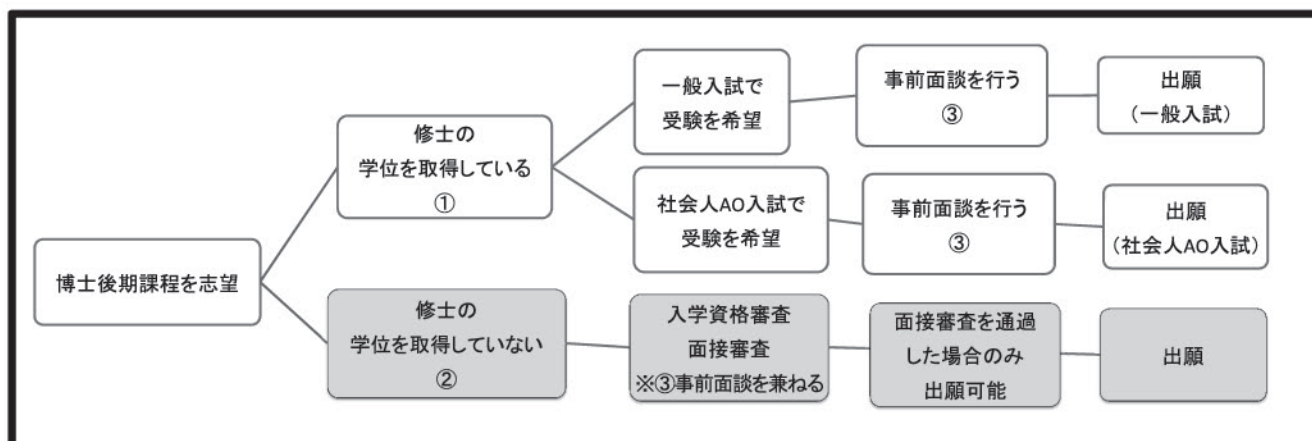 博士後期課程を志望
修士の
学位を取得している
①
一般入試で
受験を希望
事前面談を行う
③
出願
（一般入試）
社会人AO入試で
受験を希望
事前面談を行う
③
出願
（社会人AO入試）
修士の
学位を取得していない
②
入学資格審査
面接審査
※③事前面談を兼ねる
面接審査を通過
した場合のみ
出願可能
出願